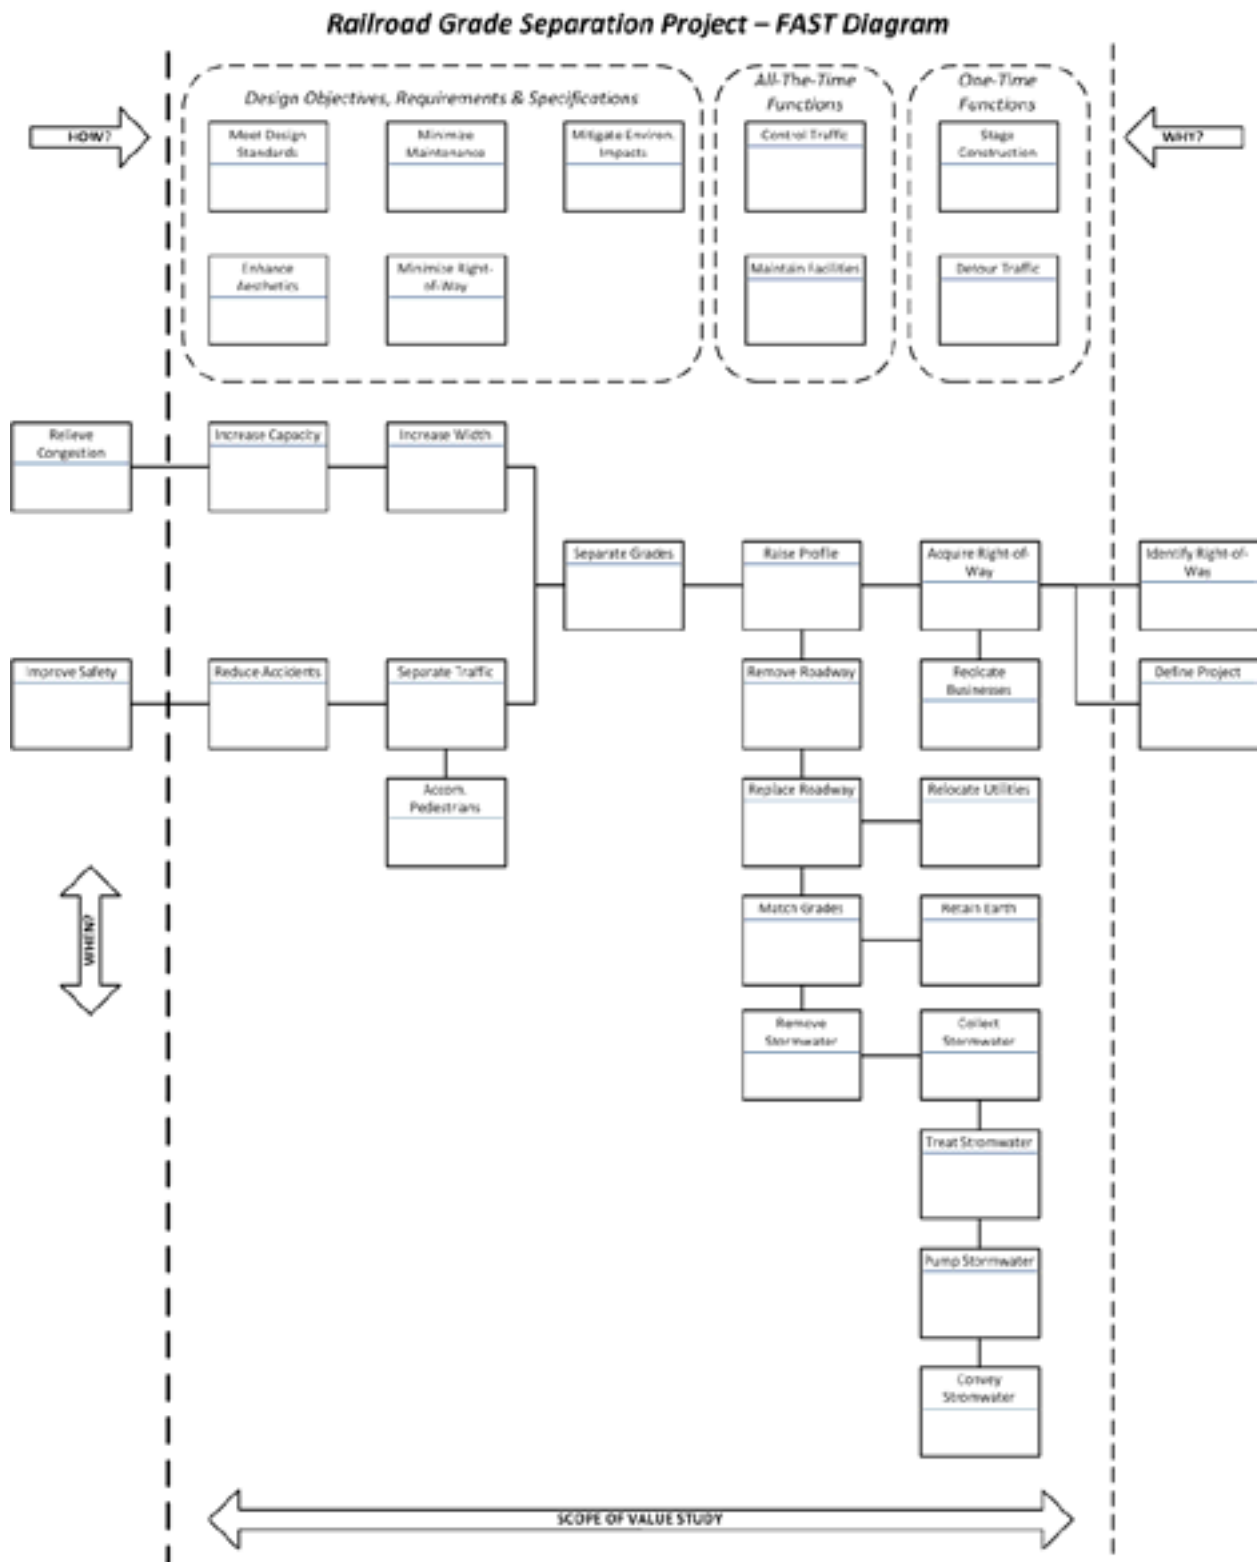 Railroad Grade Separation Project – FAST Diagram
Design Objectives, Requirements & Specifications
All-The-Time
Functions
One-Time
Functions
HOW?
WHY?
Meet Design
Standards
Minimize
Maintenance
Mitigate Environ.
Impacts
Control Traffic
Stage
Construction
Enhance
Aesthetics
Minimize Right-
of-Way
Maintain Facilities
Detour Traffic
Relieve
Congestion
Increase Capacity
Increase Width
Separate Grades
Raise Profile
Acquire Right-of-
Way
Identify Right-of-
Way
Improve Safety
Reduce Accidents
Separate Traffic
Remove Roadway
Businesses
Define Project
Accom.
Pedestrians
Replace Roadway
Relocate Utilities
WHEN?
Match Grades
Retain Earth
Remove
Stormwater
Collect
Stormwater
Treat Stromwater
Pump Stormwater
Convey
Stromwater
SCOPE OF VALUE STUDY